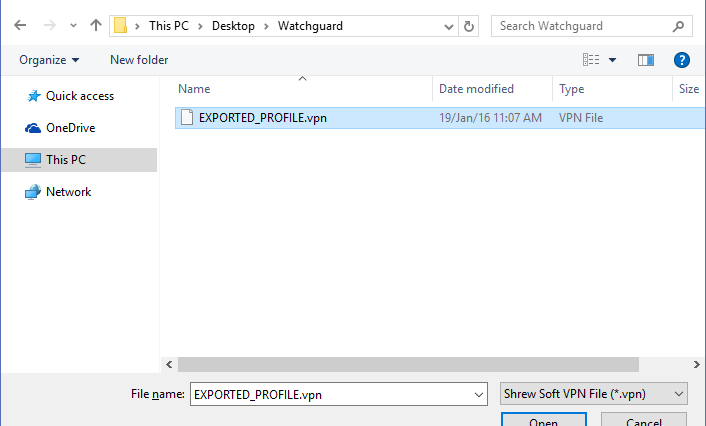 This PC > Desktop > Watchguard
Search Watchguard
Organize
New folder
Name
Date modified
Type
Size
Quick access
OneDrive
This PC
Network
EXPORTED_PROFILE.vpn
19/Jan/16 11:07 AM
VPN File
File name:
EXPORTED_PROFILE.vpn
Shrew Soft VPN File (*.vpn)
Open
Cancel